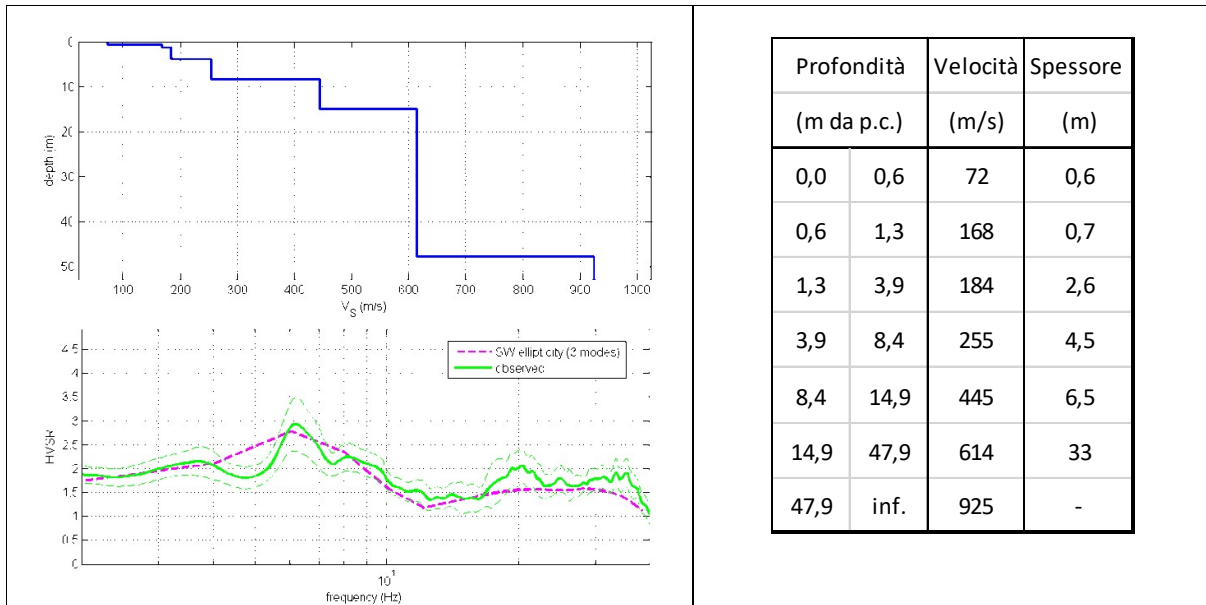 0
10
20
30
40
50
depth (m)
100 200 300 400 500 600 700 800 900 1000
V_S (m/s)
4.5
4
3.5
3
2.5
2
1.5
1
0.5
0
HVSR
SW ellipticity (2 modes)
observed
10^1
frequency (Hz)
Profondità Velocità Spessore
(m da p.c.) (m/s) (m)
0,0 0,6 72 0,6
0,6 1,3 168 0,7
1,3 3,9 184 2,6
3,9 8,4 255 4,5
8,4 14,9 445 6,5
14,9 47,9 614 33
47,9 inf. 925 -